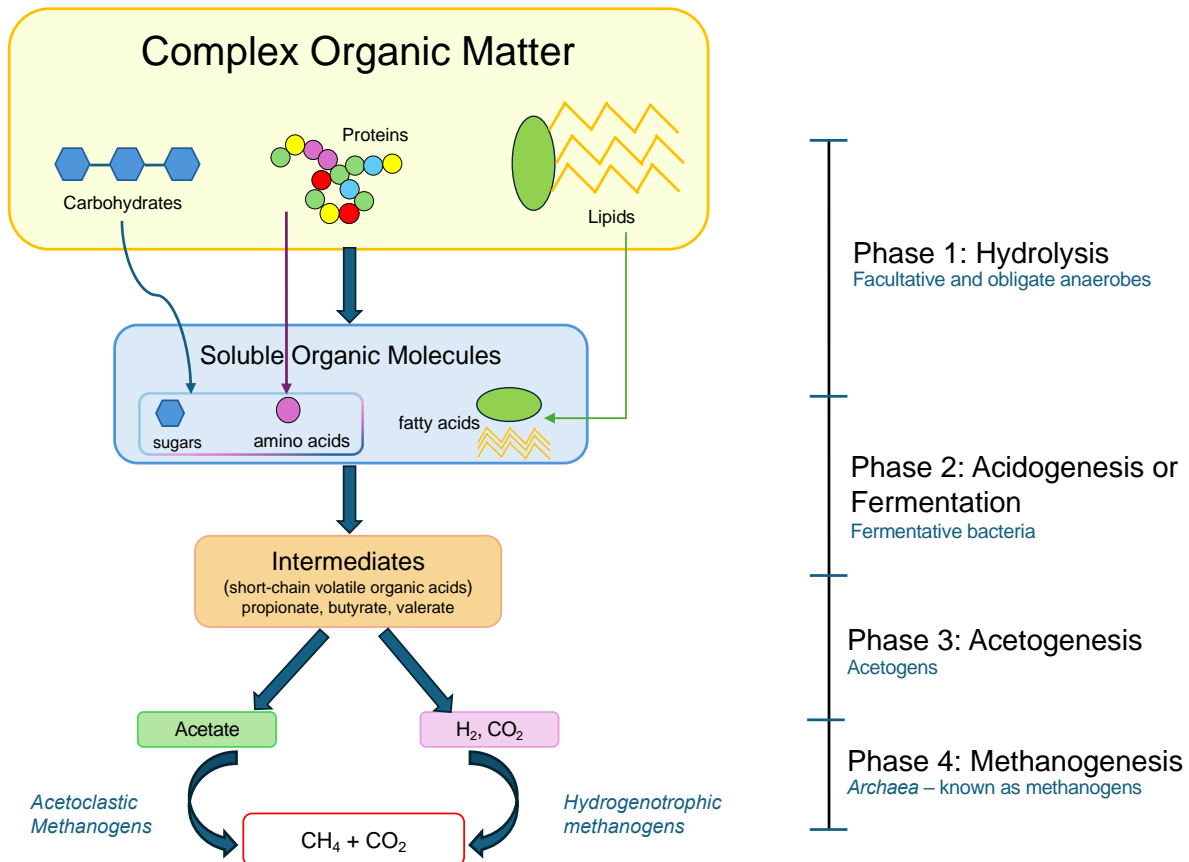 Complex Organic Matter
Proteins
Carbohydrates
Lipids
Soluble Organic Molecules
sugars
amino acids
fatty acids
Intermediates
(short-chain volatile organic acids)
propionate, butyrate, valerate
Acetate
H₂, CO₂
Acetoclastic
Methanogens
Hydrogenotrophic
methanogens
CH₄ + CO₂
Phase 1: Hydrolysis
Facultative and obligate anaerobes
Phase 2: Acidogenesis or
Fermentation
Fermentative bacteria
Phase 3: Acetogenesis
Acetogens
Phase 4: Methanogenesis
Archaea – known as methanogens